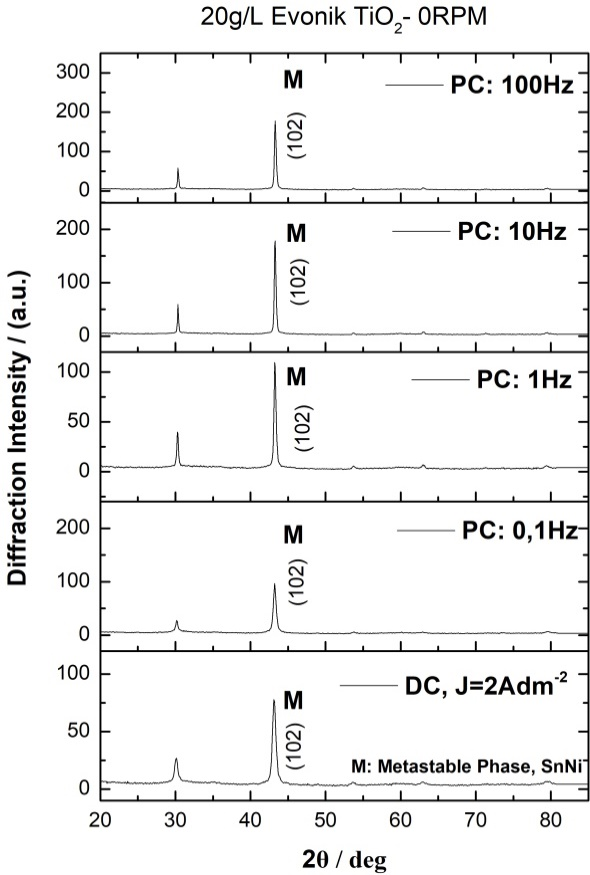 20g/L Evonik TiO₂- 0RPM
M
PC: 100Hz
(102)
300
200
100
0
M
PC: 10Hz
(102)
200
100
0
M
PC: 1Hz
(102)
100
50
0
M
PC: 0,1Hz
(102)
200
100
0
M
DC, J=2Adm⁻²
(102)
M: Metastable Phase, SnNi
100
50
0
20 30 40 50 60 70 80
2θ / deg
Diffraction Intensity / (a.u.)